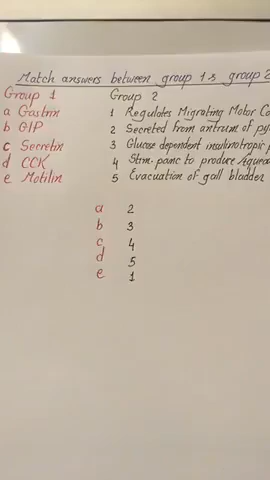 Match answers between group 1 & group 2
Group 1 Group 2
a Gastrin 1 Regulates Migrating Motor
b GIP 2 Secreted from antrum of
c Secretin 3 Glucose dependent insulinotropic
d CCK 4 Stm. panc to produce
e Motilin 5 Evacuation of gall bladder
a 2
b 3
c 4
d 5
e 1